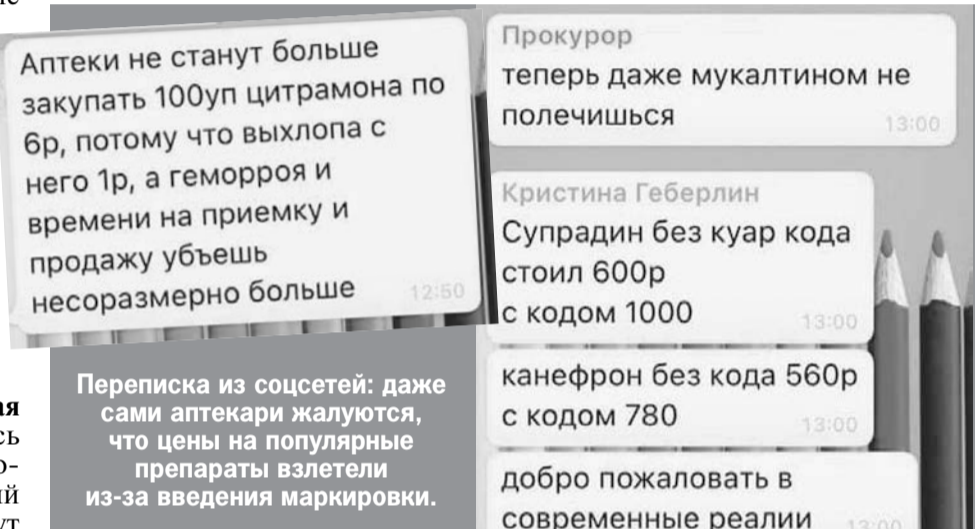 Аптеки не станут больше
закупать 100уп цитрамона по
6р, потому что выхлопа с
него 1р, а геморроя и
времени на приемку и
продажу убъешь
несоразмерно больше
12:50
Прокурор
теперь даже мукалтином не
полечишься
13:00
Кристина Геберлин
Супрадин без куар кода
стоил 600р
с кодом 1000
13:00
канефрон без кода 560р
с кодом 780
13:00
добро пожаловать в
современные реалии
13:00
Переписка из соцсетей: даже
сами аптекари жалуются,
что цены на популярные
препараты взлетели
из-за введения маркировки.